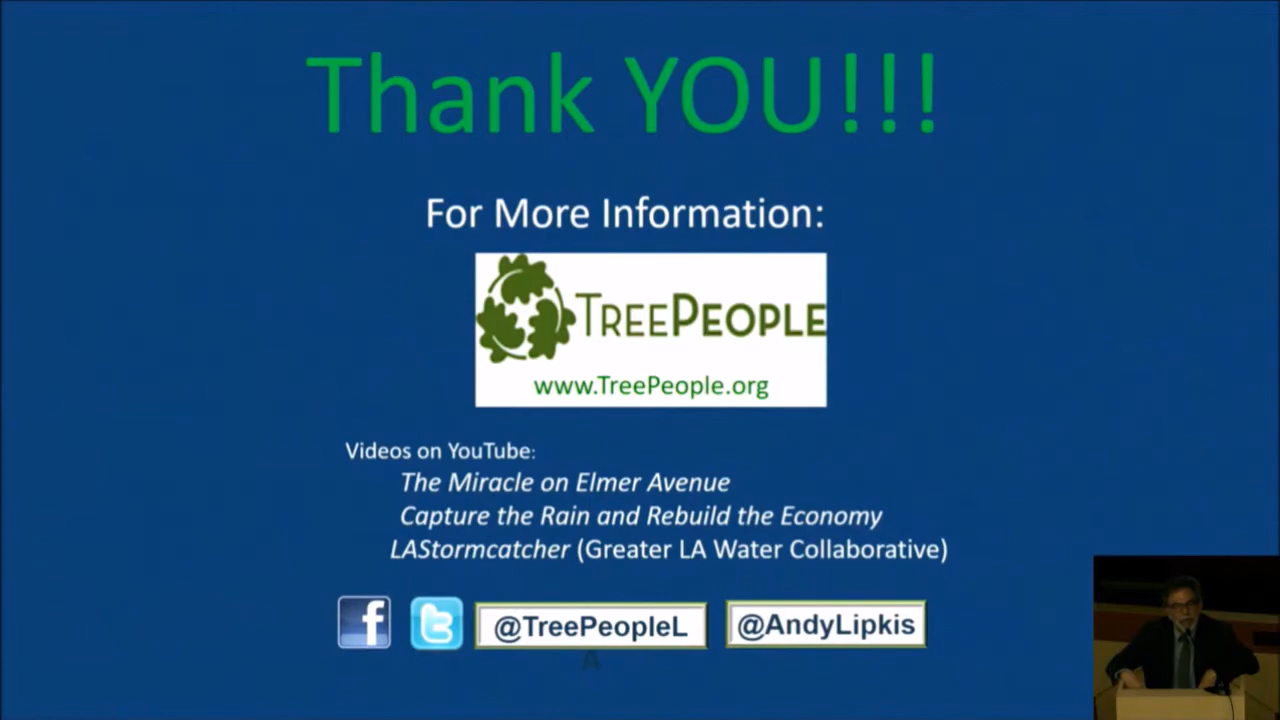 Thank YOU!!!
For More Information:
TREEPEOPLE
www.TreePeople.org
Videos on YouTube:
The Miracle on Elmer Avenue
Capture the Rain and Rebuild the Economy
LAStormcatcher (Greater LA Water Collaborative)
f t @TreePeopleL @AndyLipkis
A